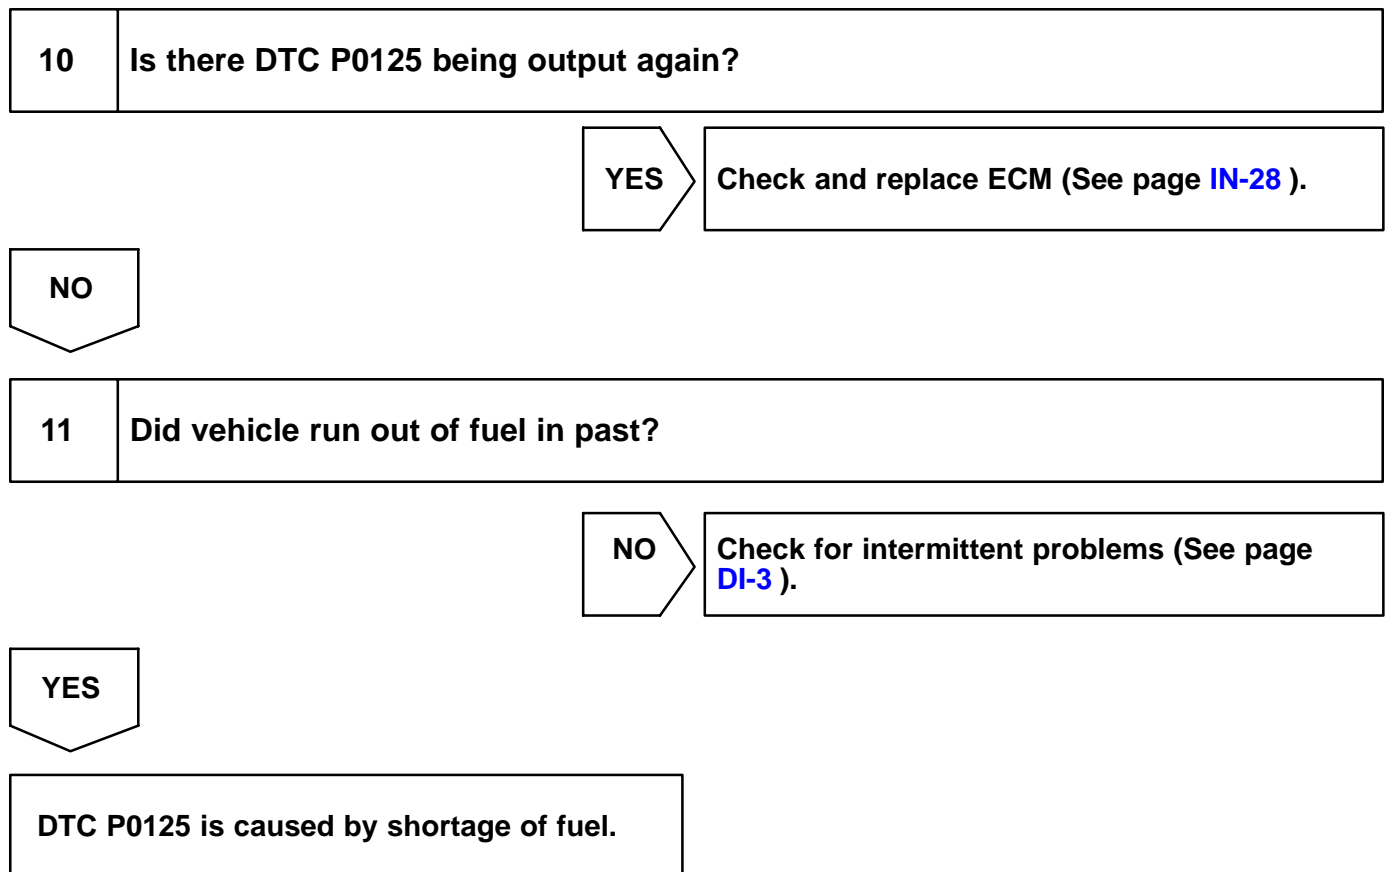 10 Is there DTC P0125 being output again?
YES Check and replace ECM (See page IN-28 ).
NO
11 Did vehicle run out of fuel in past?
NO Check for intermittent problems (See page
DI-3 ).
YES
DTC P0125 is caused by shortage of fuel.